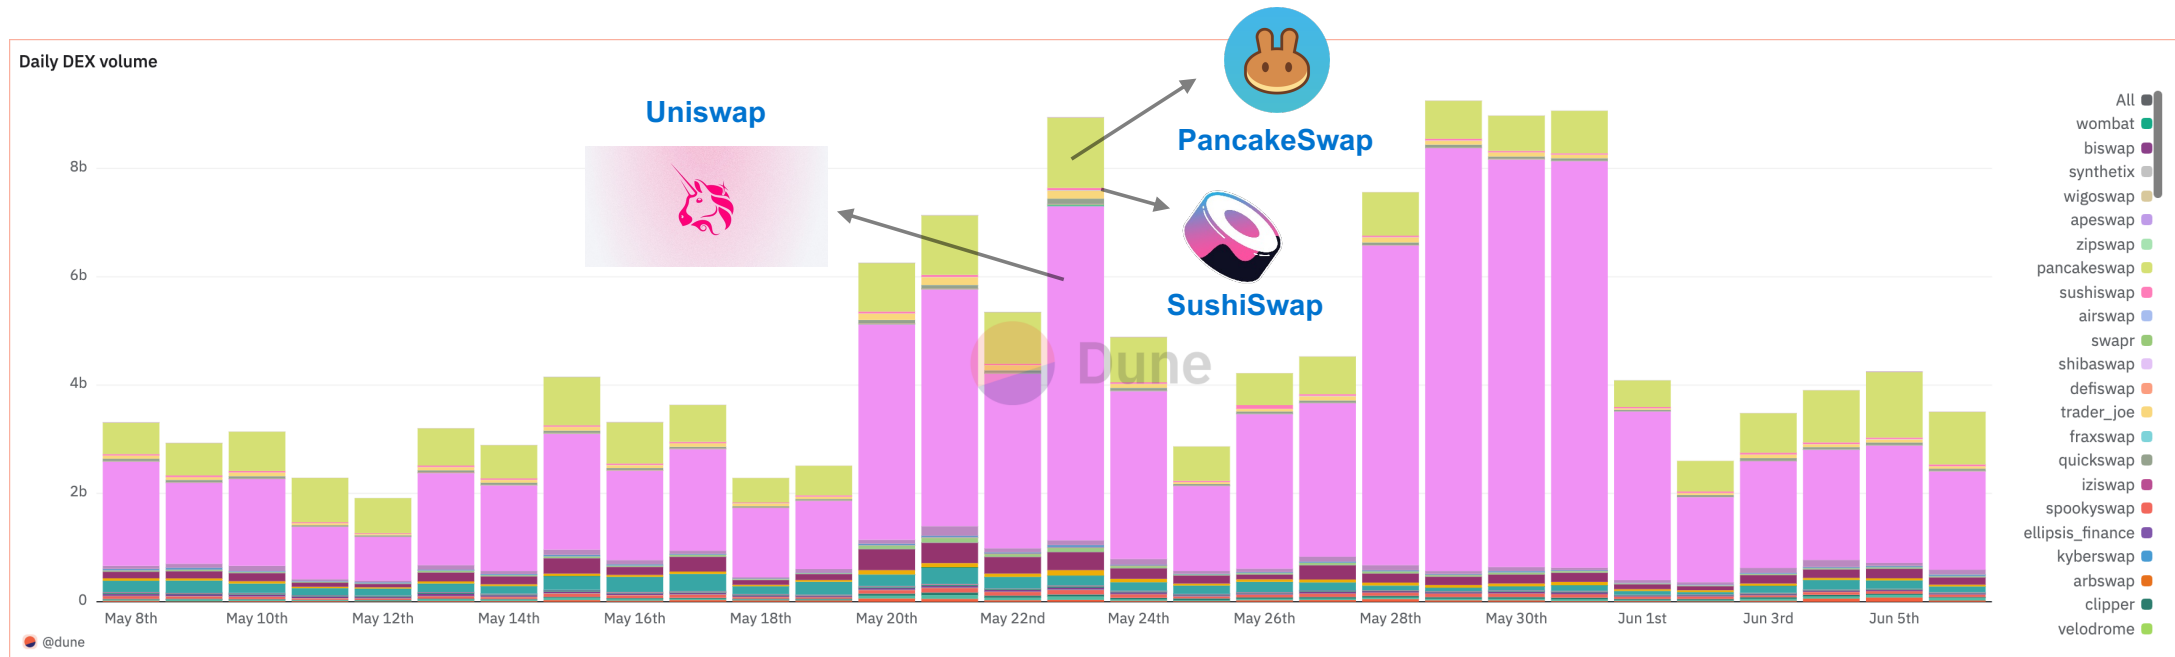 Daily DEX volume
Uniswap
PancakeSwap
SushiSwap
Dune
8b
6b
4b
2b
0
May 8th
May 10th
May 12th
May 14th
May 16th
May 18th
May 20th
May 22nd
May 24th
May 26th
May 28th
May 30th
Jun 1st
Jun 3rd
Jun 5th
@dune
All
wombat
biswap
synthetix
wigoswap
apeswap
zipswap
pancakeswap
sushiswap
airswap
swapr
shibaswap
defiswap
trader_joe
fraxswap
quickswap
iziswap
spookyswap
ellipsis_finance
kyberswap
arbswap
clipper
velodrome